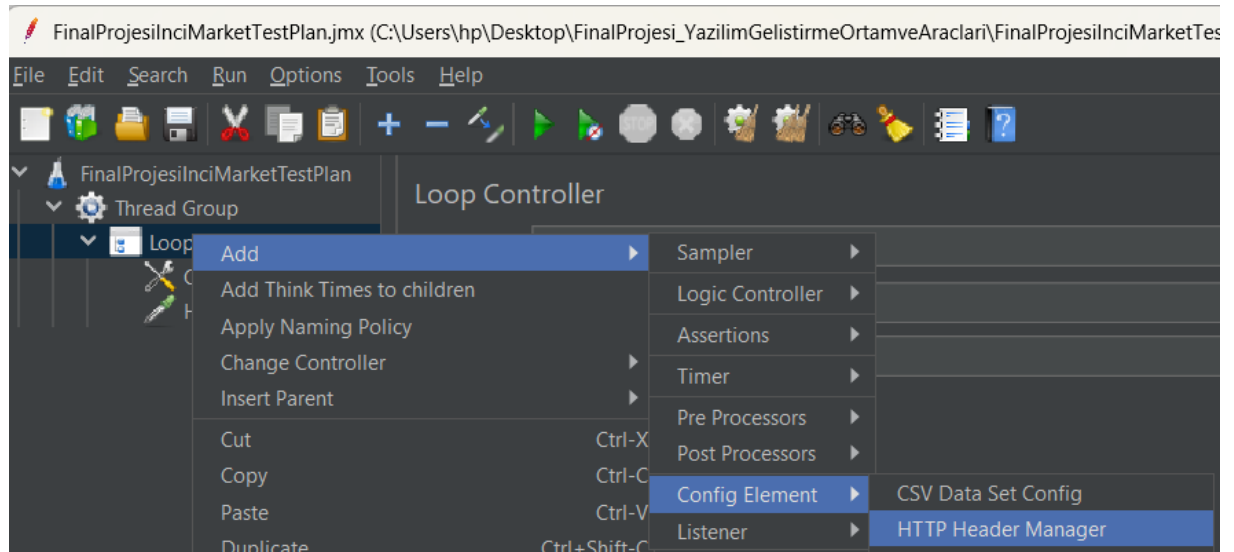 FinalProjesiInciMarketTestPlan.jmx (C:\Users\hp\Desktop\FinalProjesi_YazilimGelistirmeOrtamveAraclari\FinalProjesiInciMarketTes
File Edit Search Run Options Tools Help
STOP
FinalProjesiInciMarketTestPlan
Thread Group
Loop
Loop Controller
Add
Add Think Times to children
Apply Naming Policy
Change Controller
Insert Parent
Cut Ctrl-X
Copy Ctrl-C
Paste Ctrl-V
Duplicate Ctrl+Shift-C
Sampler
Logic Controller
Assertions
Timer
Pre Processors
Post Processors
Config Element
Listener
CSV Data Set Config
HTTP Header Manager